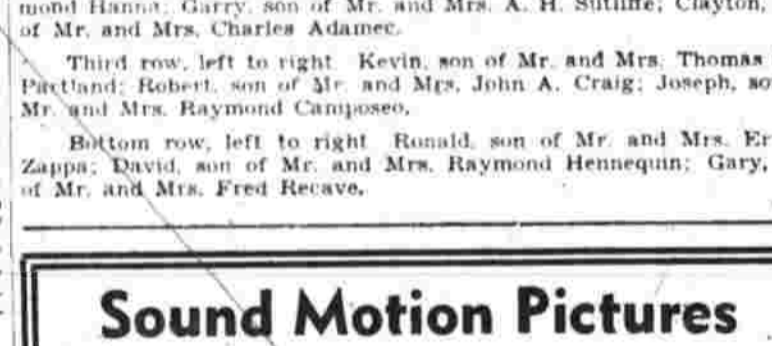 mond Hanna; Garry, son of Mr. and Mrs. A. H. Sutliffe; Clayton,
of Mr. and Mrs. Charles Adamec.
Third row, left to right Kevin, son of Mr. and Mrs. Thomas
Partland; Robert, son of Mr. and Mrs. John A. Craig; Joseph, so
Mr. and Mrs. Raymond Camposeo.
Bottom row, left to right Ronald, son of Mr. and Mrs. Er
Zappa; David, son of Mr. and Mrs. Raymond Hennequin; Gary,
of Mr. and Mrs. Fred Recave.
Sound Motion Pictures